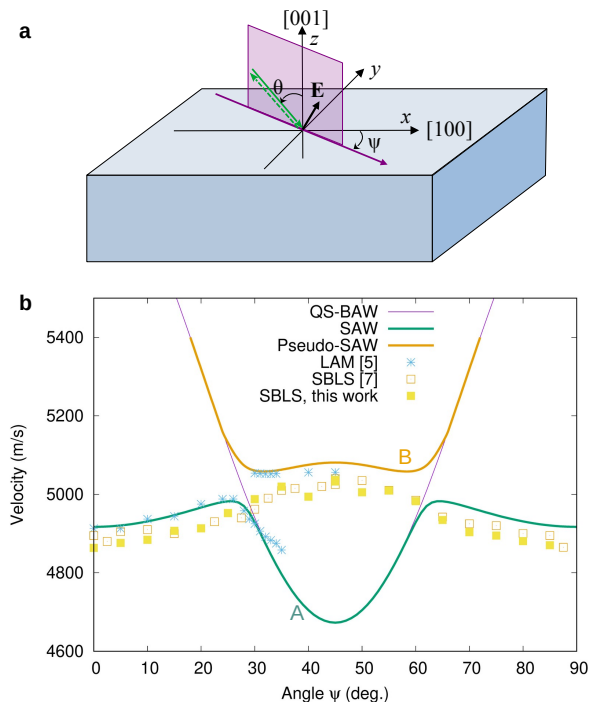 a
[001]
z
y
θ
E
x
[100]
ψ
b
QS-BAW
SAW
Pseudo-SAW
LAM [5]
SBLS [7]
SBLS, this work
5400
5200
5000
4800
4600
Velocity (m/s)
B
A
0 10 20 30 40 50 60 70 80 90
Angle ψ (deg.)